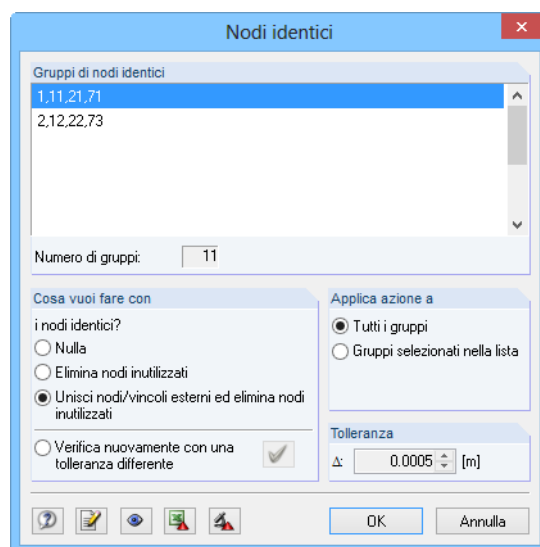 Nodi identici
Gruppi di nodi identici
1,11,21,71
2,12,22,73
Numero di gruppi: 11
Cosa vuoi fare con
i nodi identici?
Nulla
Elimina nodi inutilizzati
Unisci nodi/vincoli esterni ed elimina nodi
inutilizzati
Verifica nuovamente con una
tolleranza differente
Applica azione a
Tutti i gruppi
Gruppi selezionati nella lista
Tolleranza
Δ: 0.0005 [m]
OK Annulla